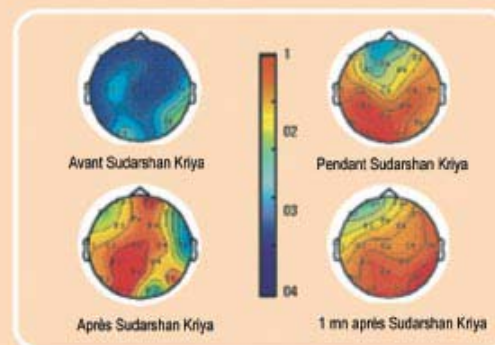 1
02
03
04
Avant Sudarshan Kriya
Pendant Sudarshan Kriya
Après Sudarshan Kriya
1 mn après Sudarshan Kriya